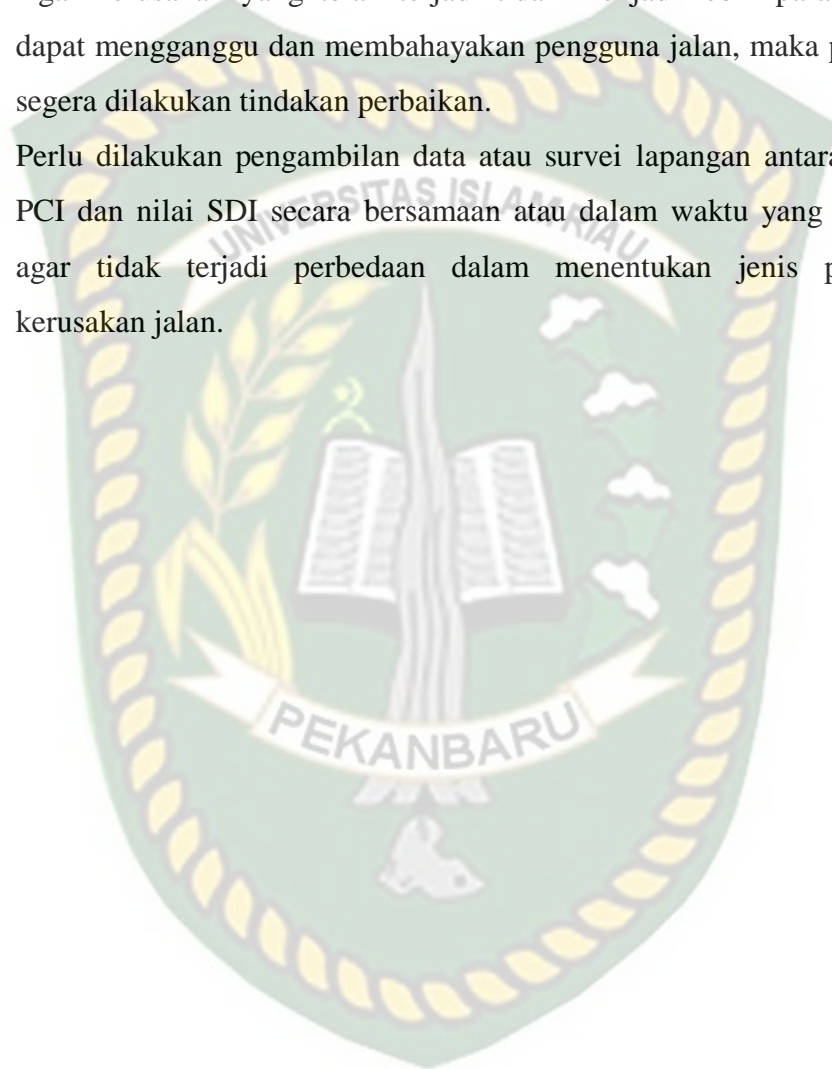 dapat mengganggu dan membahayakan pengguna jalan, maka
segera dilakukan tindakan perbaikan.
Perlu dilakukan pengambilan data atau survei lapangan antara
PCI dan nilai SDI secara bersamaan atau dalam waktu yang
agar tidak terjadi perbedaan dalam menentukan jenis
kerusakan jalan.
UNIVERSITAS ISLAM RIAU
PEKANBARU